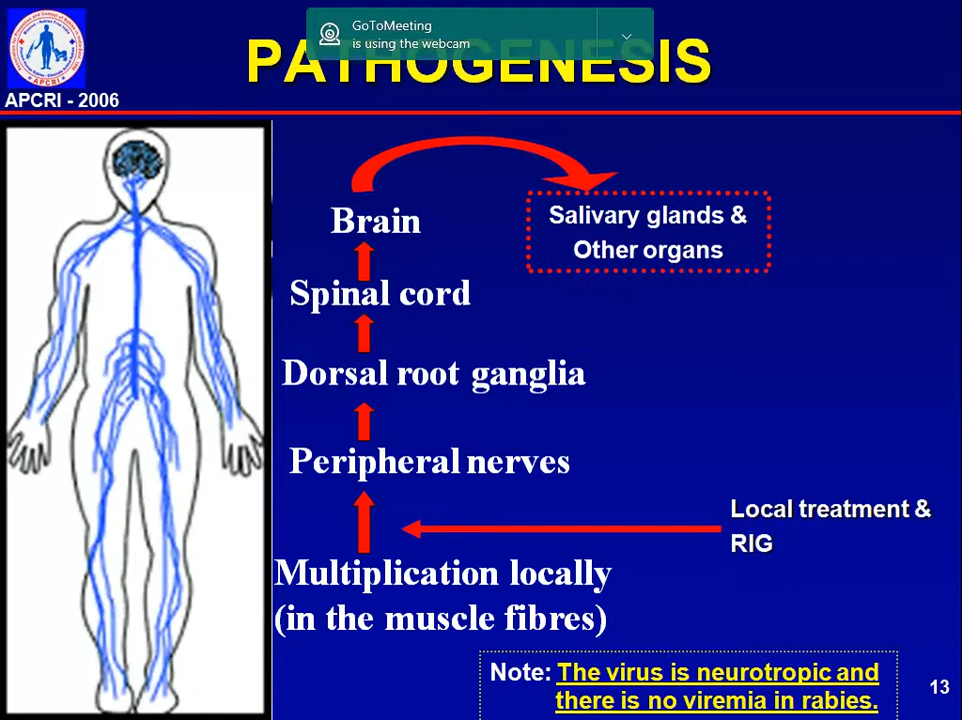 GoToMeeting
is using the webcam
PATHOGENESIS
APCRI
APCRI - 2006
Brain
Salivary glands &
Other organs
Spinal cord
Dorsal root ganglia
Peripheral nerves
Local treatment &
RIG
Multiplication locally
(in the muscle fibres)
Note: The virus is neurotropic and
there is no viremia in rabies.
13